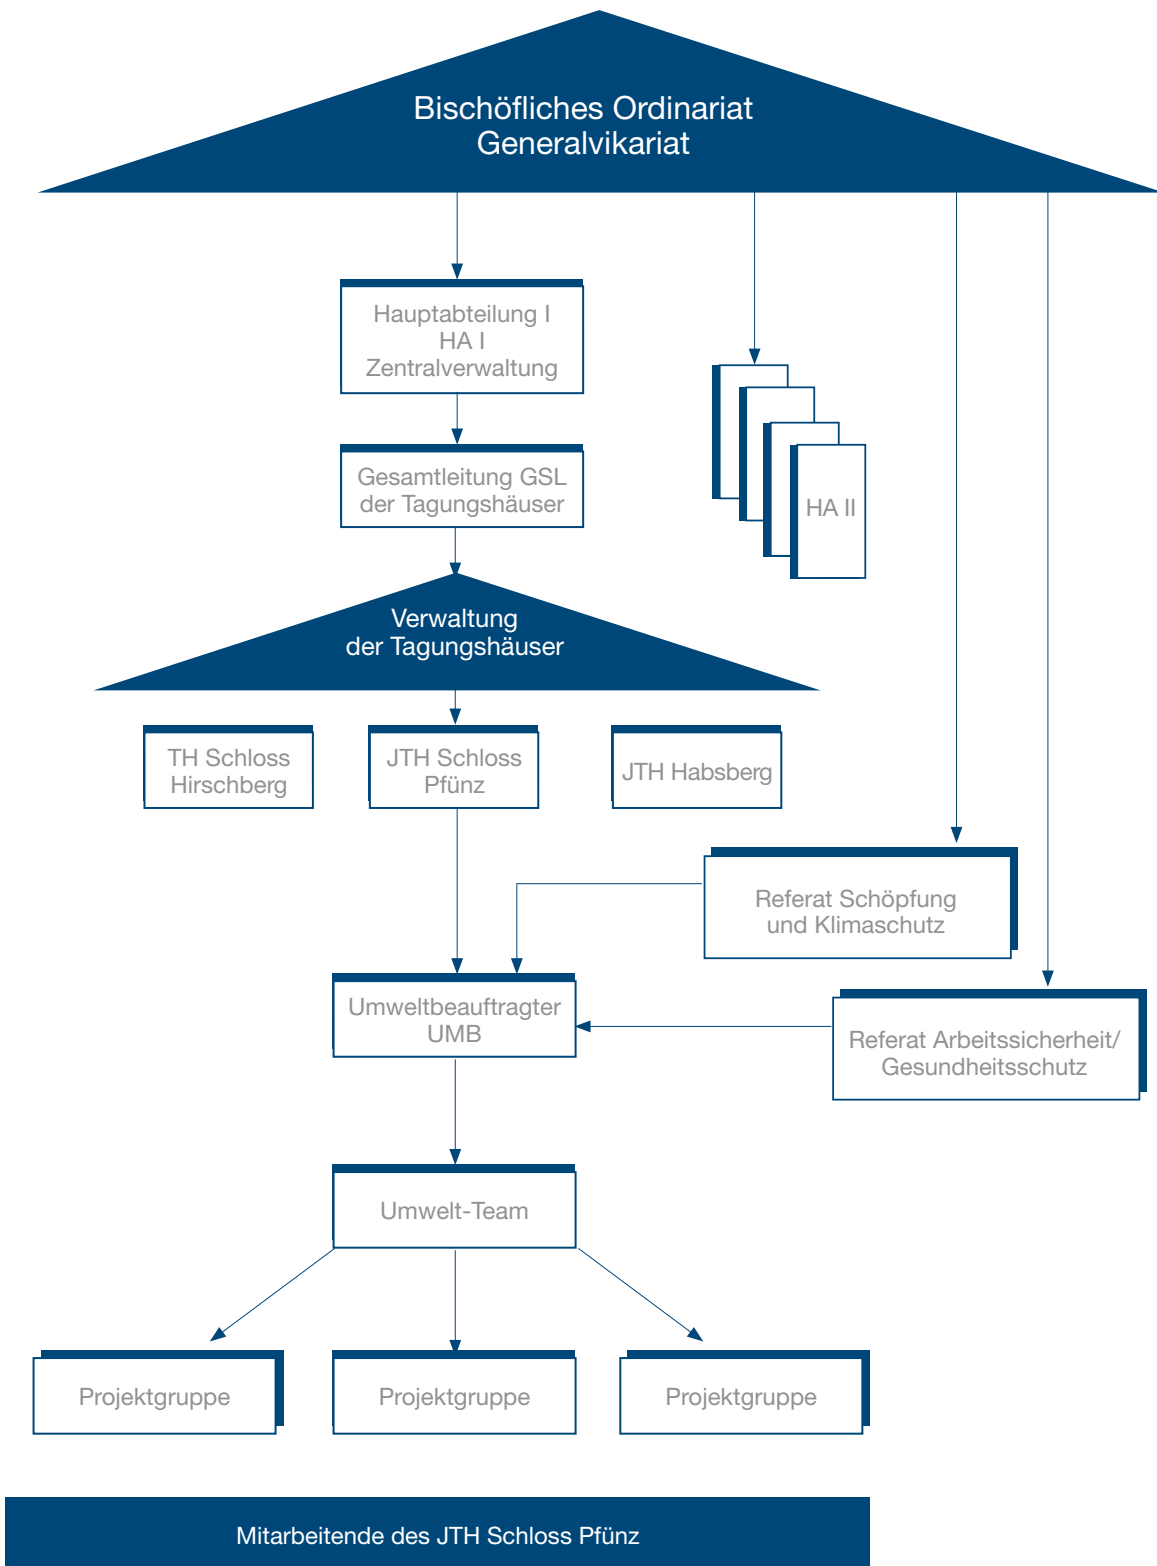 Bischöfliches Ordinariat
Generalvikariat
Hauptabteilung I
HA I
Zentralverwaltung
Gesamtleitung GSL
der Tagungshäuser
HA II
Verwaltung
der Tagungshäuser
TH Schloss
Hirschberg
JTH Schloss
Pfünz
JTH Habsberg
Referat Schöpfung
und Klimaschutz
Umweltbeauftragter
UMB
Referat Arbeitssicherheit/
Gesundheitsschutz
Umwelt-Team
Projektgruppe
Projektgruppe
Projektgruppe
Mitarbeitende des JTH Schloss Pfünz